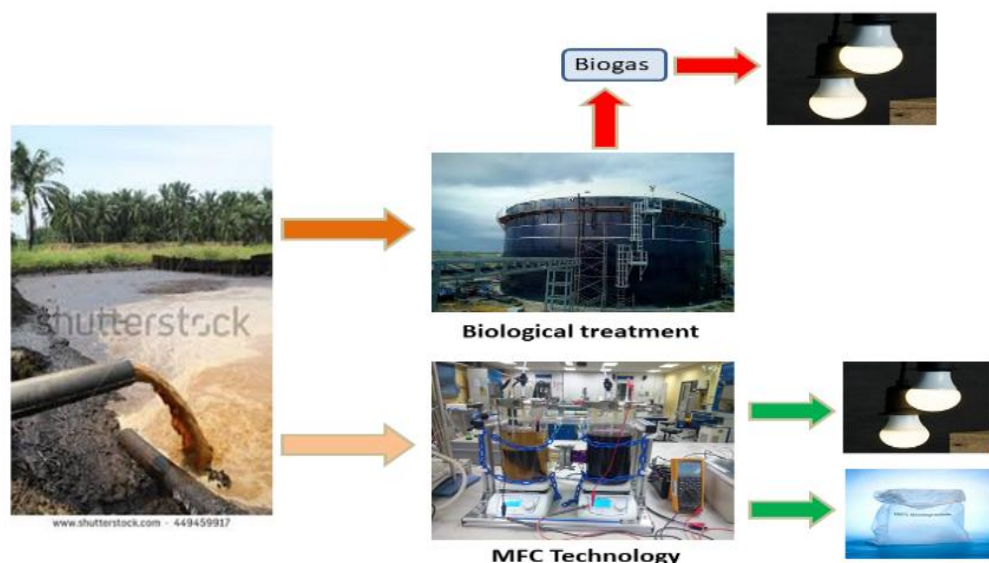 Biogas
shutterstock
Biological treatment
www.shutterstock.com · 449459917
MFC Technology